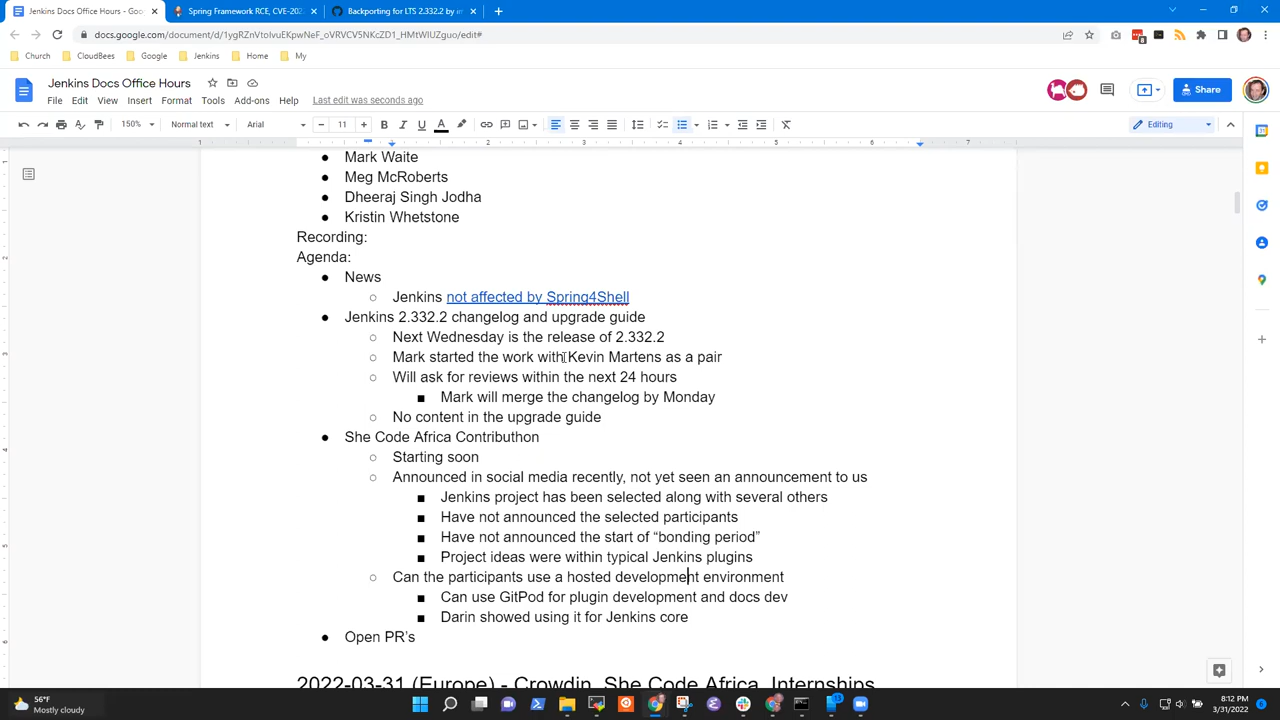 Jenkins Docs Office Hours - Goo
Spring Framework RCE, CVE-202
Backporting for LTS 2.332.2 by
docs.google.com/document/d/1ygRZnVtoIvuEKpwNeF_oVRVCV5NKcZD1_HMtWlUZguo/edit#
Church
CloudBees
Google
Jenkins
Home
My
Jenkins Docs Office Hours
File Edit View Insert Format Tools Add-ons Help Last edit was seconds ago
Share
150% Normal text Arial 11 Editing
1 1 2 3 4 5 6 7
Mark Waite
Meg McRoberts
Dheeraj Singh Jodha
Kristin Whetstone
Recording:
Agenda:
News
Jenkins not affected by Spring4Shell
Jenkins 2.332.2 changelog and upgrade guide
Next Wednesday is the release of 2.332.2
Mark started the work with Kevin Martens as a pair
Will ask for reviews within the next 24 hours
Mark will merge the changelog by Monday
No content in the upgrade guide
She Code Africa Contributhon
Starting soon
Announced in social media recently, not yet seen an announcement to us
Jenkins project has been selected along with several others
Have not announced the selected participants
Have not announced the start of “bonding period”
Project ideas were within typical Jenkins plugins
Can the participants use a hosted development environment
Can use GitPod for plugin development and docs dev
Darin showed using it for Jenkins core
Open PR's
2022-03-31 (Europe) - Crowdin, She Code Africa, Internships
56°F
Mostly cloudy
8:12 PM
3/31/2022